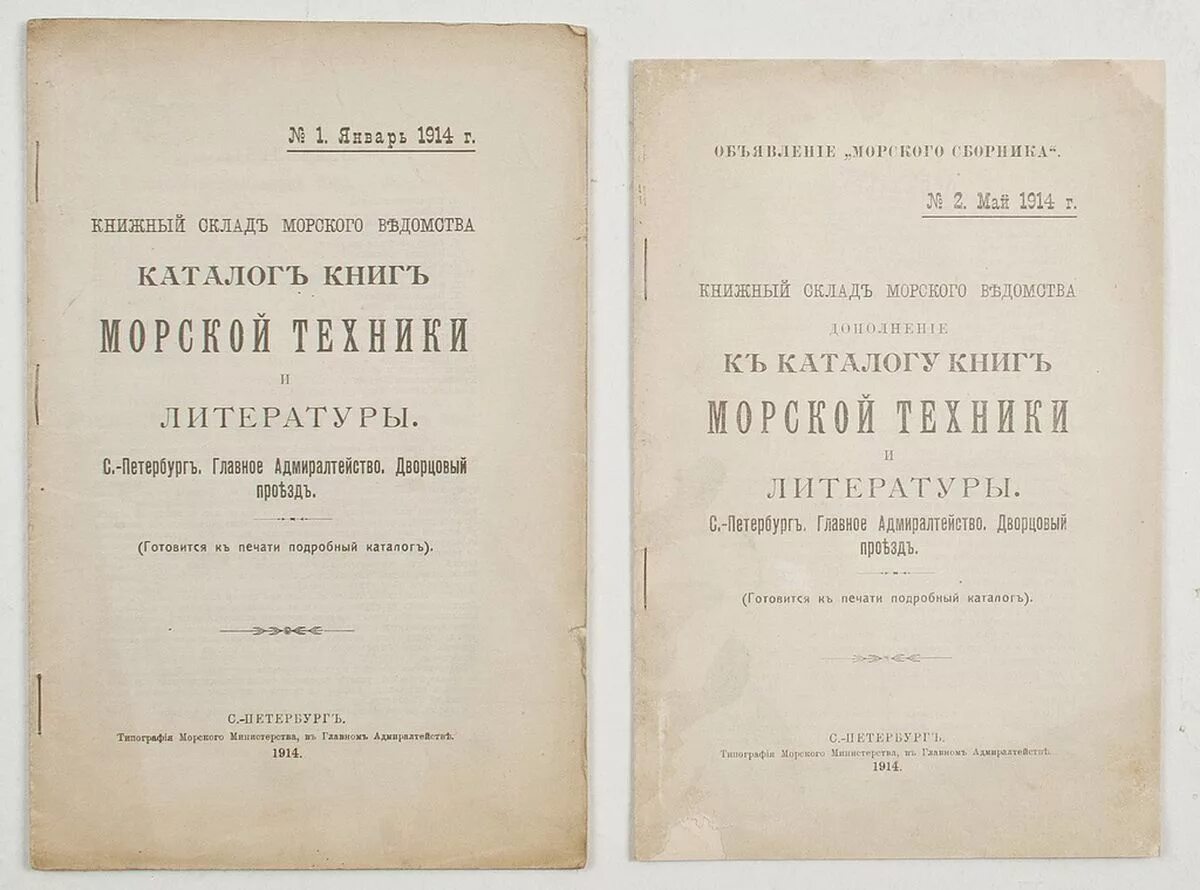 № 1. Январь 1914 г.
КНИЖНЫЙ СКЛАДЪ МОРСКОГО ВѢДОМСТВА
КАТАЛОГЪ КНИГЪ
МОРСКОЙ ТЕХНИКИ
И
ЛИТЕРАТУРЫ.
С.-Петербургъ. Главное Адмиралтейство. Дворцовый
проѣздъ.
(Готовится къ печати подробный каталогъ).
С.-ПЕТЕРБУРГЪ.
Типографія Морского Министерства, въ Главномъ Адмиралтействѣ.
1914.
ОБЪЯВЛЕНІЕ „МОРСКОГО СБОРНИКА“.
№ 2. Май 1914 г.
КНИЖНЫЙ СКЛАДЪ МОРСКОГО ВѢДОМСТВА
ДОПОЛНЕНІЕ
КЪ КАТАЛОГУ КНИГЪ
МОРСКОЙ ТЕХНИКИ
И
ЛИТЕРАТУРЫ.
С.-Петербургъ. Главное Адмиралтейство. Дворцовый
проѣздъ.
(Готовится къ печати подробный каталогъ).
С.-ПЕТЕРБУРГЪ.
Типографія Морского Министерства, въ Главномъ Адмиралтействѣ.
1914.